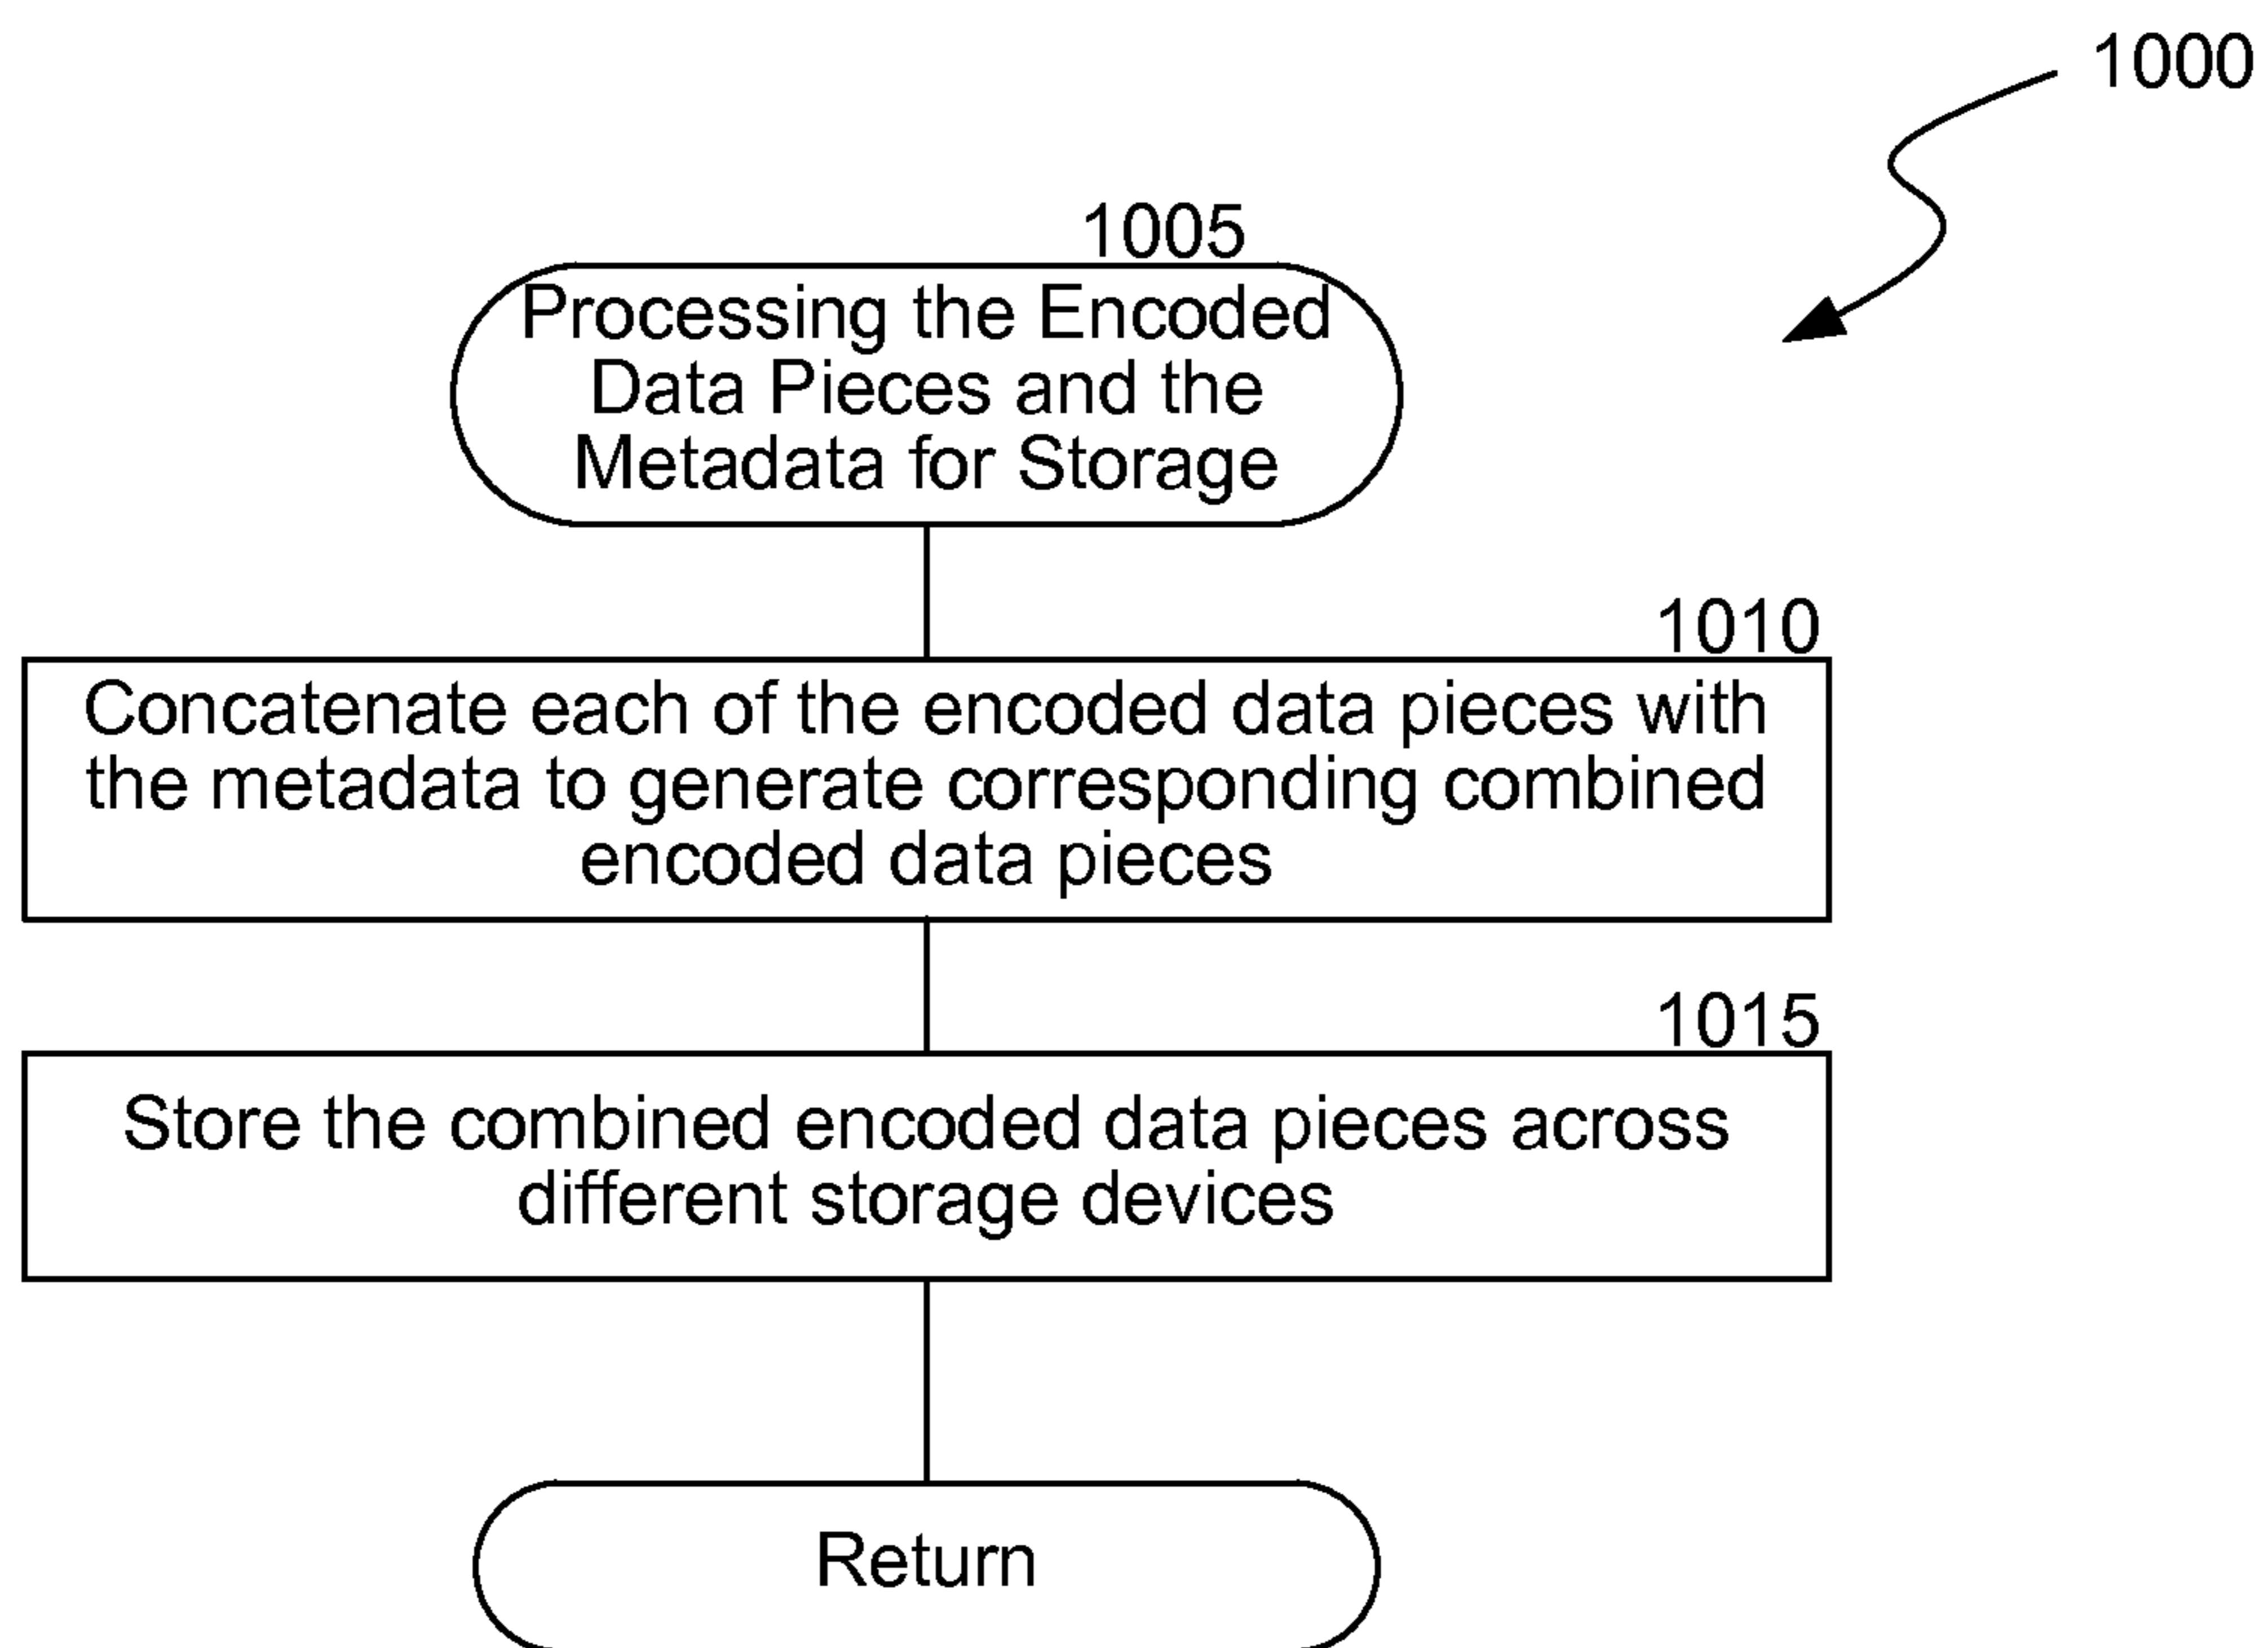 1000
1005
Processing the Encoded
Data Pieces and the
Metadata for Storage
1010
Concatenate each of the encoded data pieces with
the metadata to generate corresponding combined
encoded data pieces
1015
Store the combined encoded data pieces across
different storage devices
Return